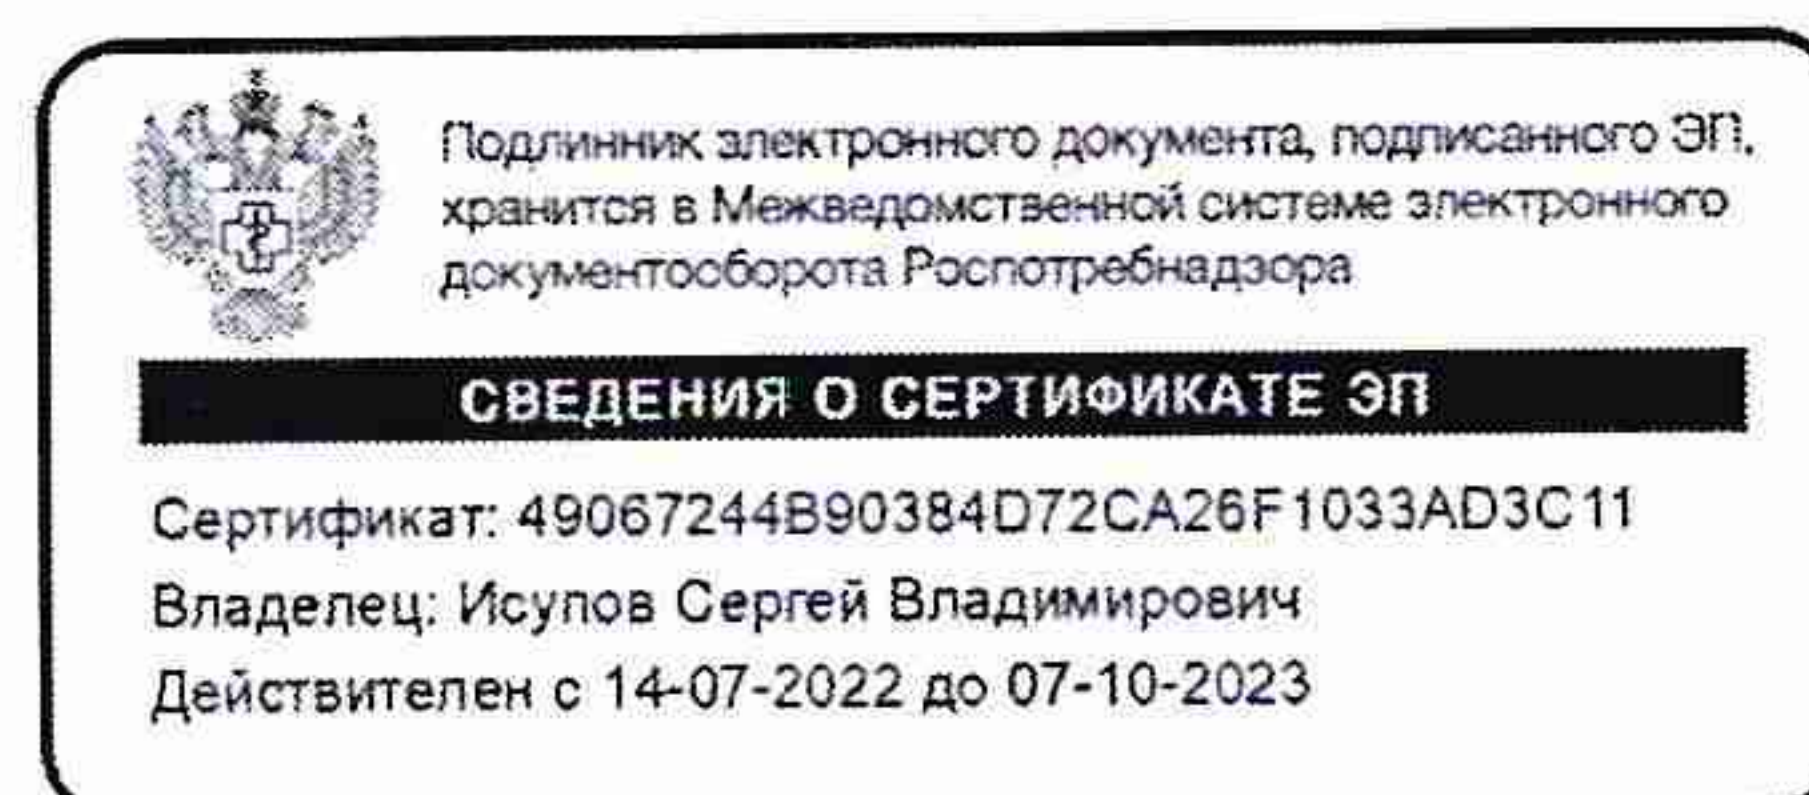 Подлинник электронного документа, подписанного ЭП,
хранится в Межведомственной системе электронного
документооборота Роспотребнадзора
СВЕДЕНИЯ О СЕРТИФИКАТЕ ЭП
Сертификат: 49067244B90384D72CA26F1033AD3C11
Владелец: Исупов Сергей Владимирович
Действителен с 14-07-2022 до 07-10-2023